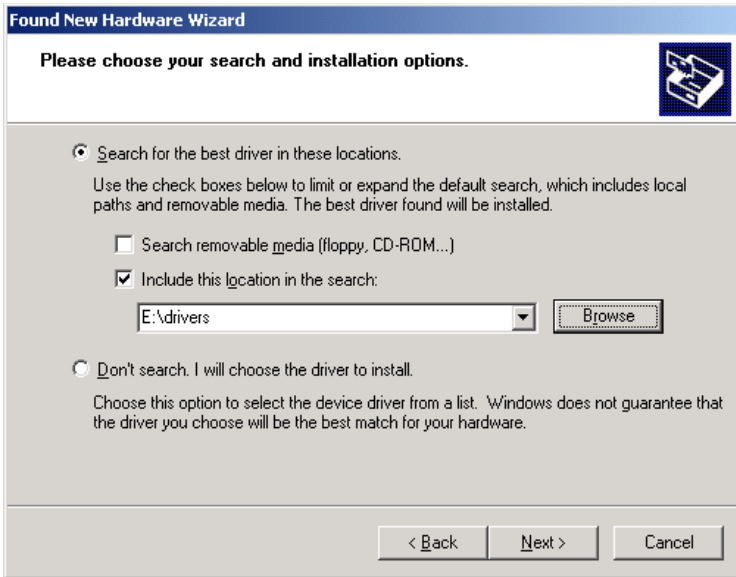 Found New Hardware Wizard
Please choose your search and installation options.
Search for the best driver in these locations.
Use the check boxes below to limit or expand the default search, which includes local
paths and removable media. The best driver found will be installed.
Search removable media (floppy, CD-ROM...)
Include this location in the search:
E:\drivers
Browse
Don't search. I will choose the driver to install.
Choose this option to select the device driver from a list. Windows does not guarantee that
the driver you choose will be the best match for your hardware.
< Back
Next >
Cancel